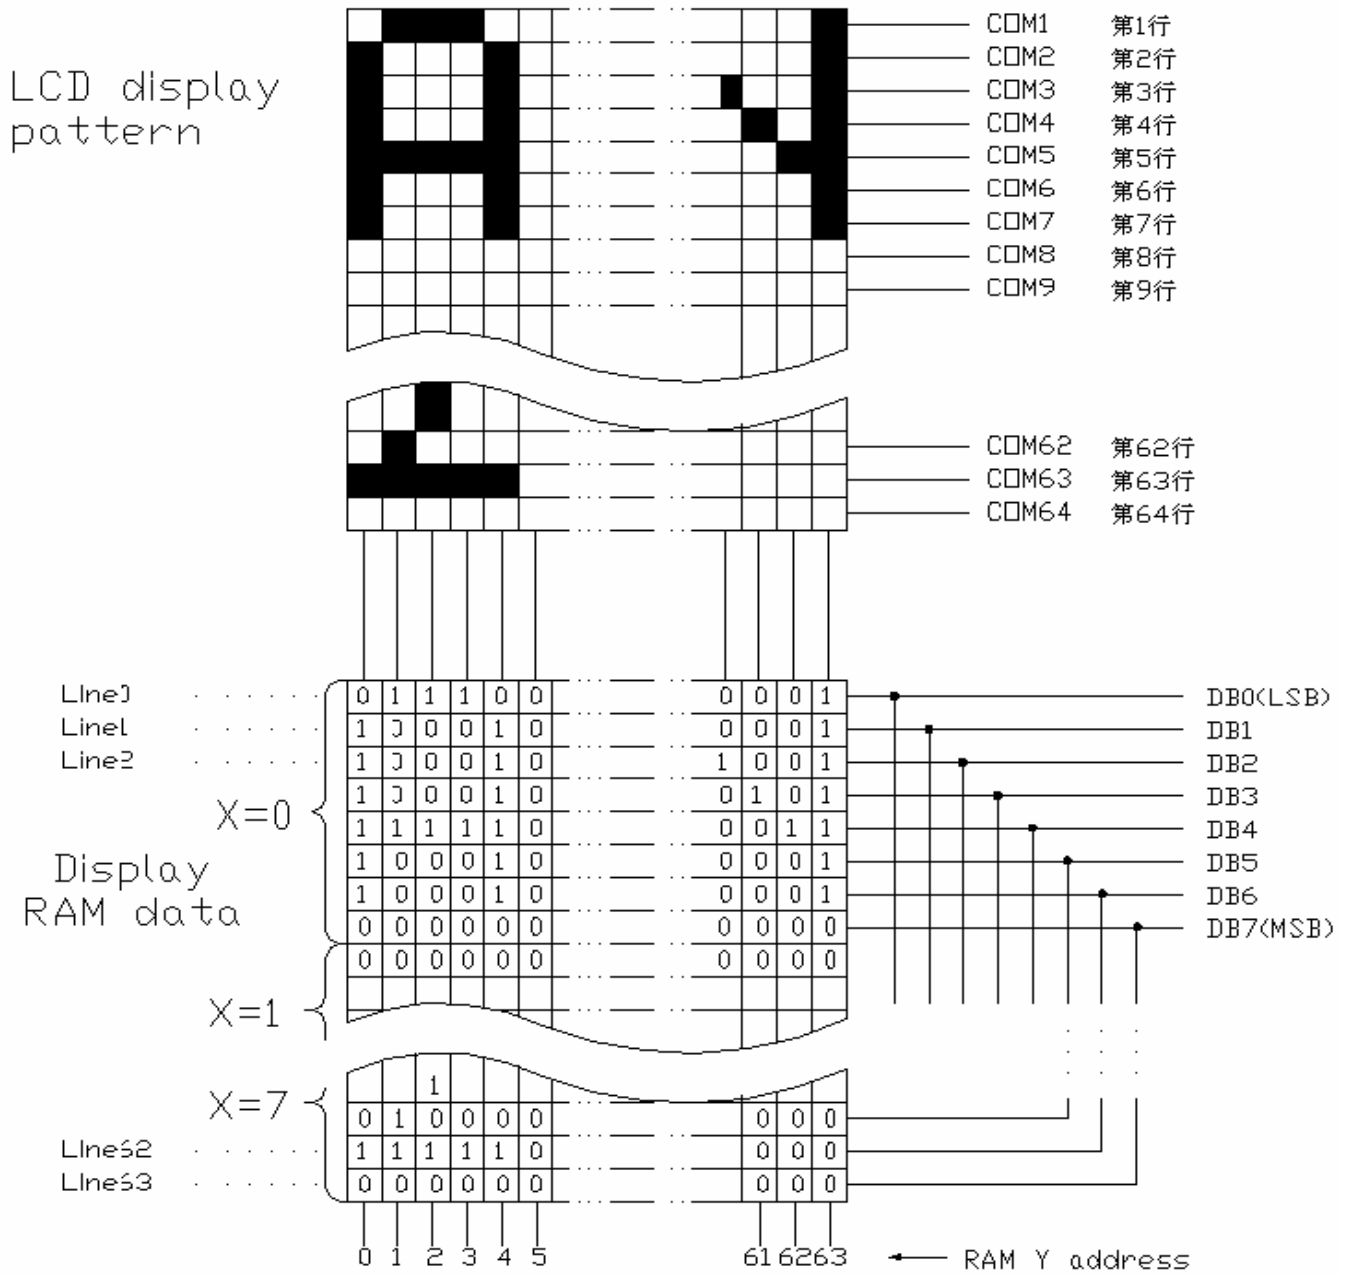 COM1 第1行
COM2 第2行
LCD display
pattern
COM3 第3行
COM4 第4行
COM5 第5行
COM6 第6行
COM7 第7行
COM8 第8行
COM9 第9行
COM62 第62行
COM63 第63行
COM64 第64行
LIne0 · · · · · · 0 1 1 1 0 0 0 0 0 1 DB0(LSB)
Line1 · · · · · · 1 0 0 0 1 0 0 0 0 1 DB1
Line2 · · · · · · 1 0 0 0 1 0 1 0 0 1 DB2
X=0
1 0 0 0 1 0 0 1 0 1 DB3
1 1 1 1 1 0 0 0 1 1 DB4
Display
RAM data
1 0 0 0 1 0 0 0 0 1 DB5
1 0 0 0 1 0 0 0 0 1 DB6
0 0 0 0 0 0 0 0 0 0 DB7(MSB)
0 0 0 0 0 0 0 0 0 0
X=1
X=7
1
0 1 0 0 0 0 0 0 0
LIne62 · · · · · · 1 1 1 1 1 0 0 0 0
LIne63 · · · · · · 0 0 0 0 0 0 0 0 0
0 1 2 3 4 5 61 62 63 RAM Y address